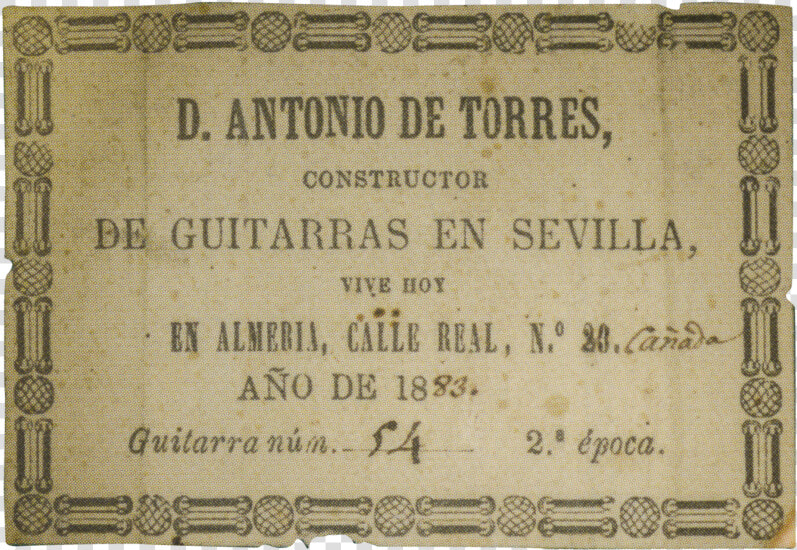 D. ANTONIO DE TORRES,
CONSTRUCTOR
DE GUITARRAS EN SEVILLA,
VIVE HOY
EN ALMERIA, CALLE REAL, N.º 20. Cañada
AÑO DE 1883.
Guitarra núm. 54 2.ª época.